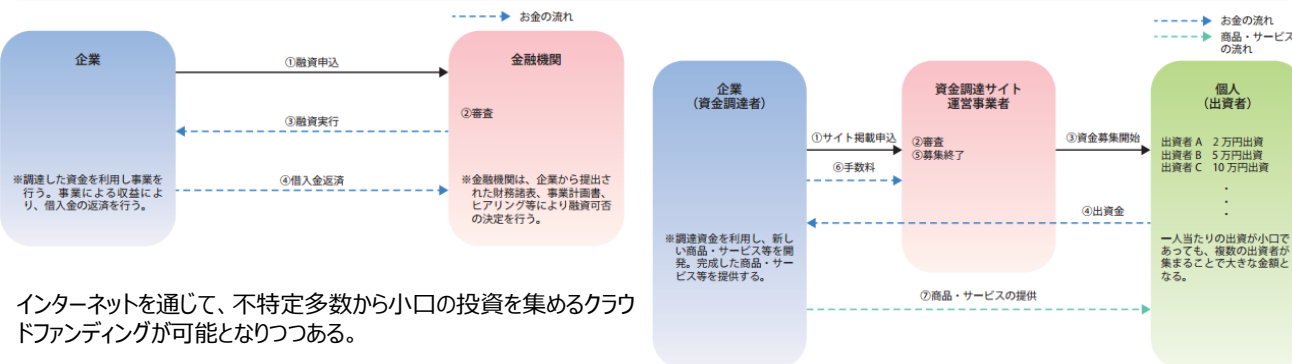 お金の流れ
企業
①融資申込
金融機関
②審査
③融資実行
④借入金返済
※調達した資金を利用し事業を
行う。事業による収益によ
り、借入金の返済を行う。
※金融機関は、企業から提出さ
れた財務諸表、事業計画書、
ヒアリング等により融資可否
の決定を行う。
インターネットを通じて、不特定多数から小口の投資を集めるクラウ
ドファンディングが可能となりつつある。
お金の流れ
商品・サービス
の流れ
企業
（資金調達者）
資金調達サイト
運営事業者
個人
（出資者）
①サイト掲載申込
②審査
⑤募集終了
③資金募集開始
⑥手数料
出資者 A　2 万円出資
出資者 B　5 万円出資
出資者 C　10 万円出資
・
・
・
④出資金
※調達資金を利用し、新し
い商品・サービス等を開
発。完成した商品・サー
ビス等を提供する。
一人当たりの出資が小口で
あっても、複数の出資者が
集まることで大きな金額と
なる。
⑦商品・サービスの提供